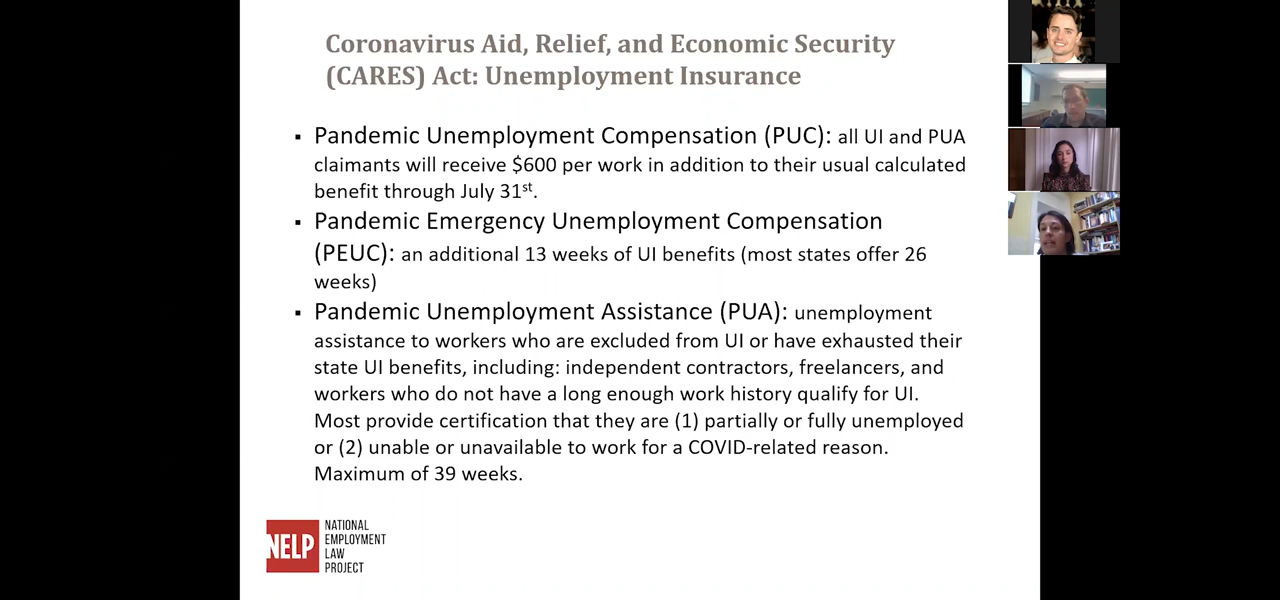 Coronavirus Aid, Relief, and Economic Security
(CARES) Act: Unemployment Insurance
▪ Pandemic Unemployment Compensation (PUC): all UI and PUA
claimants will receive $600 per work in addition to their usual calculated
benefit through July 31st.
▪ Pandemic Emergency Unemployment Compensation
(PEUC): an additional 13 weeks of UI benefits (most states offer 26
weeks)
▪ Pandemic Unemployment Assistance (PUA): unemployment
assistance to workers who are excluded from UI or have exhausted their
state UI benefits, including: independent contractors, freelancers, and
workers who do not have a long enough work history qualify for UI.
Most provide certification that they are (1) partially or fully unemployed
or (2) unable or unavailable to work for a COVID-related reason.
Maximum of 39 weeks.
NELP
NATIONAL
EMPLOYMENT
LAW
PROJECT